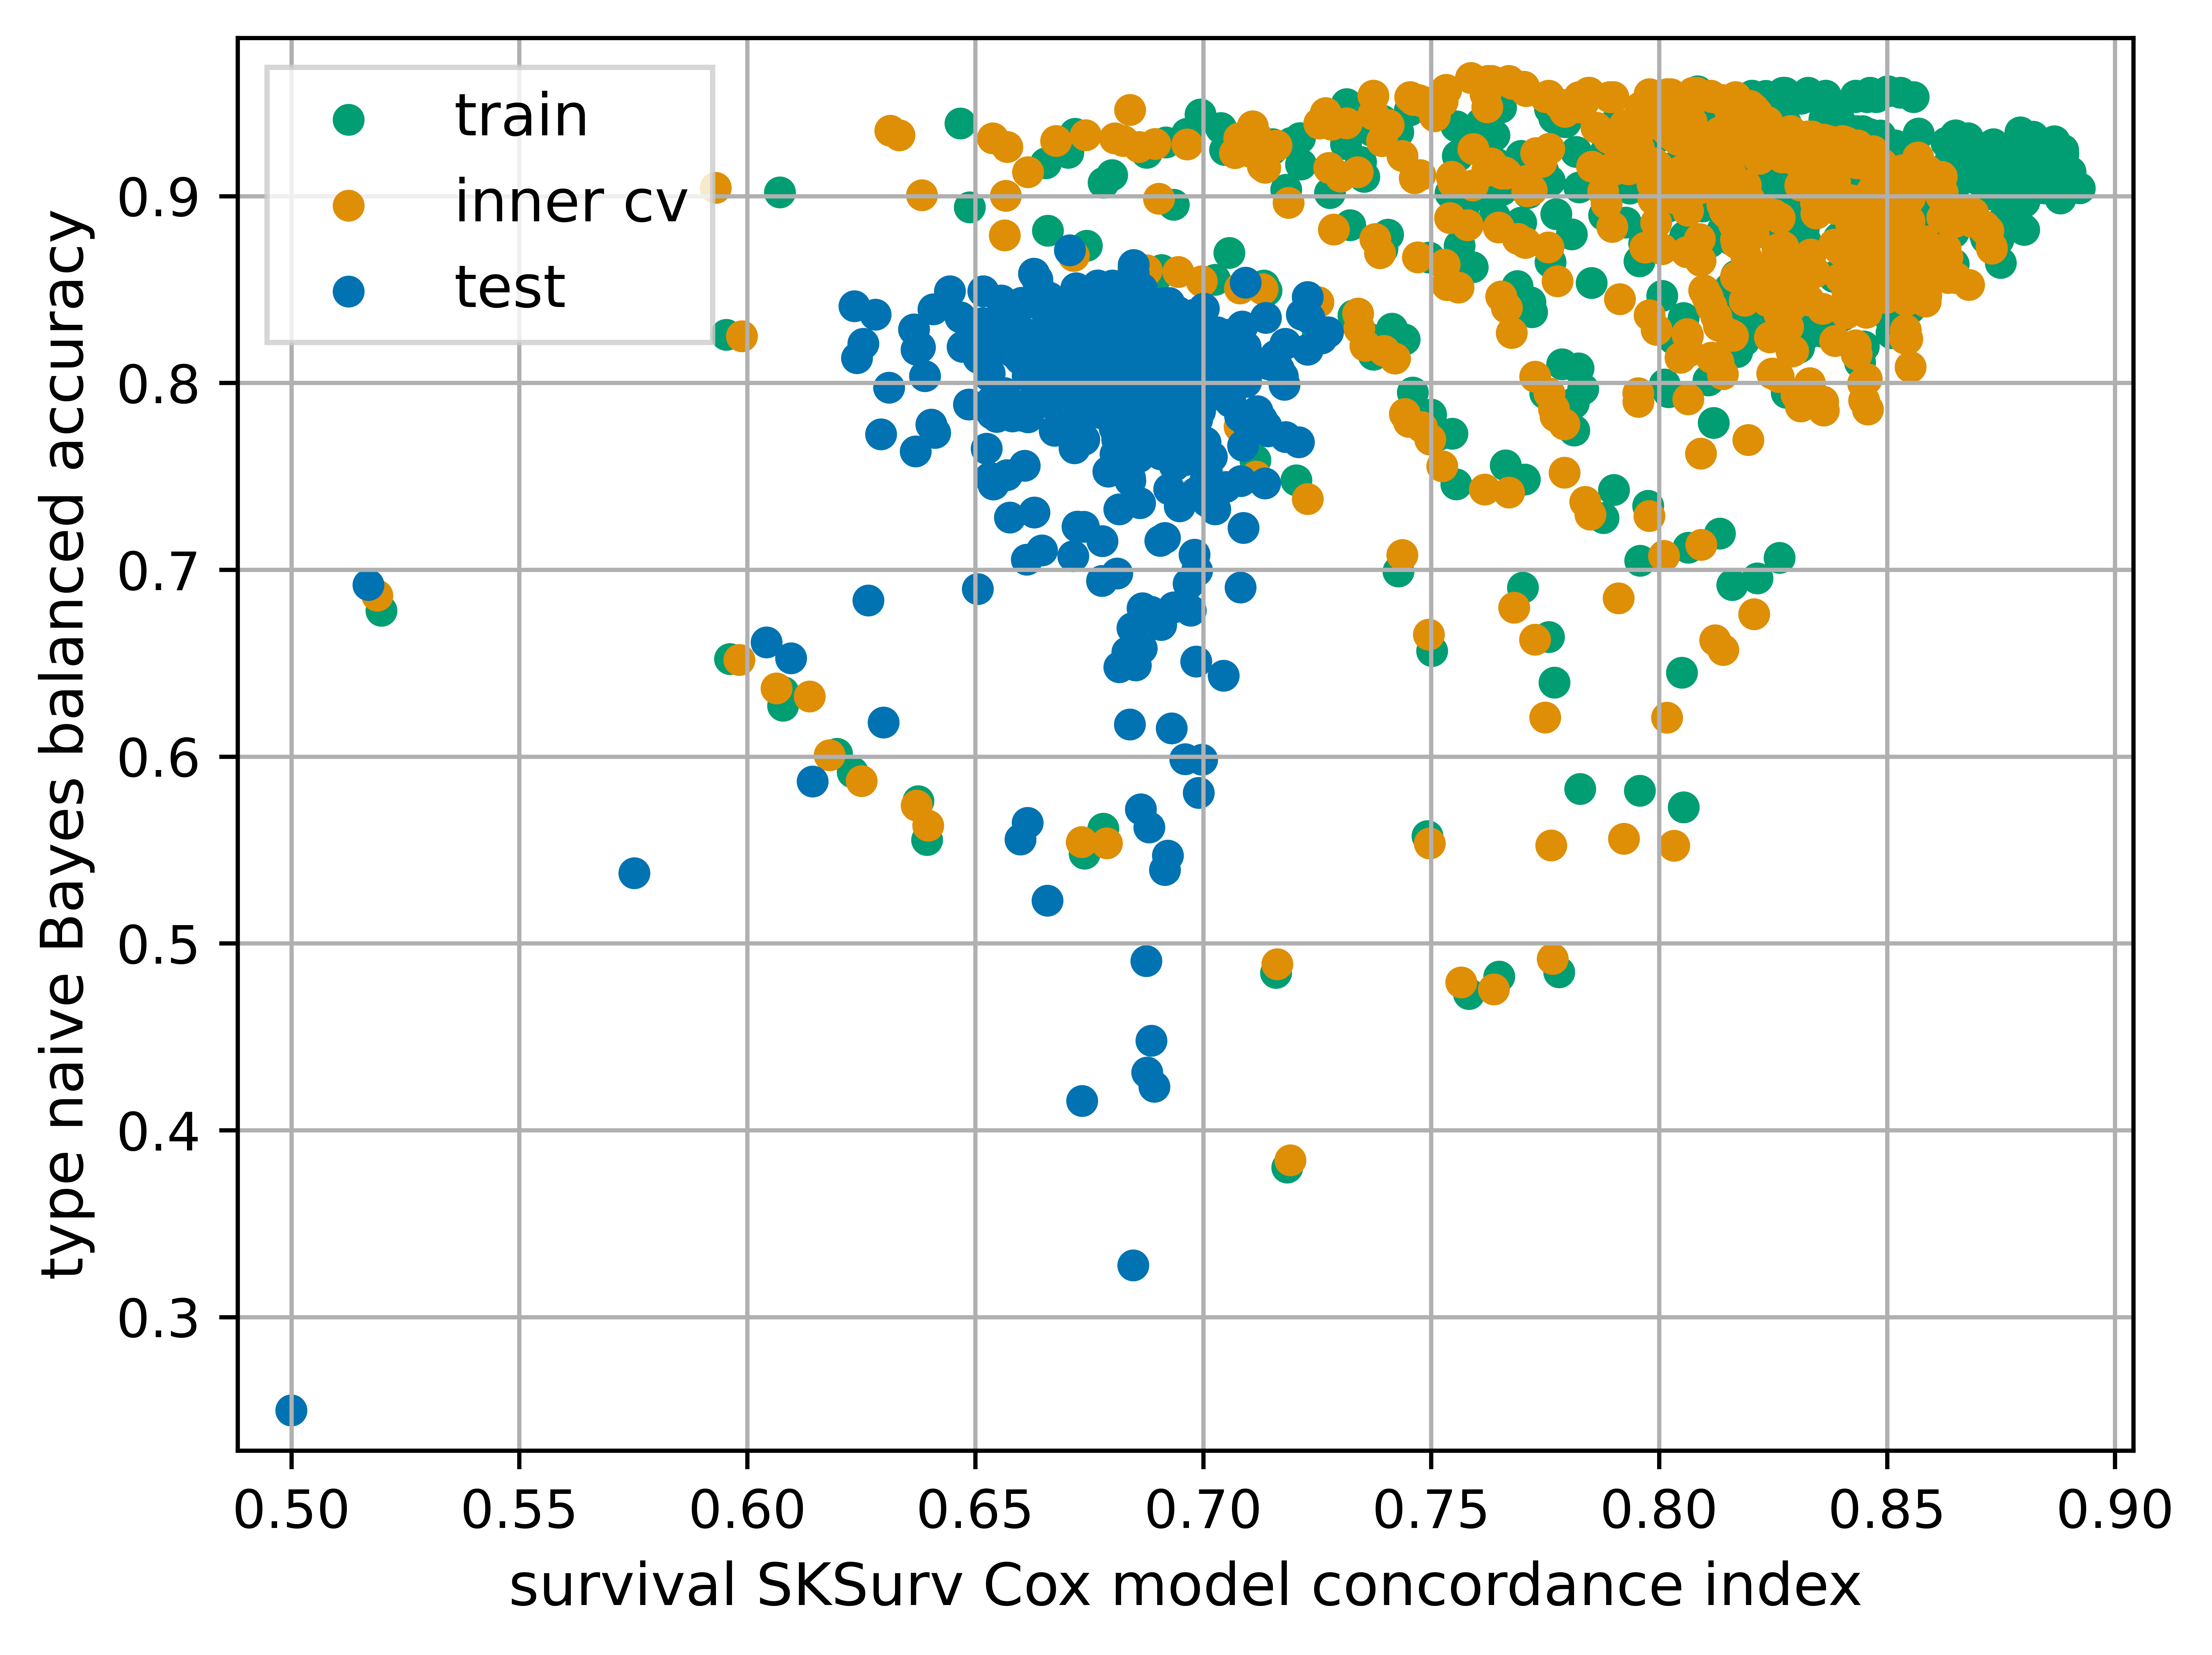 train
inner cv
test
type naive Bayes balanced accuracy
0.9
0.8
0.7
0.6
0.5
0.4
0.3
0.50 0.55 0.60 0.65 0.70 0.75 0.80 0.85 0.90
survival SKSurv Cox model concordance index